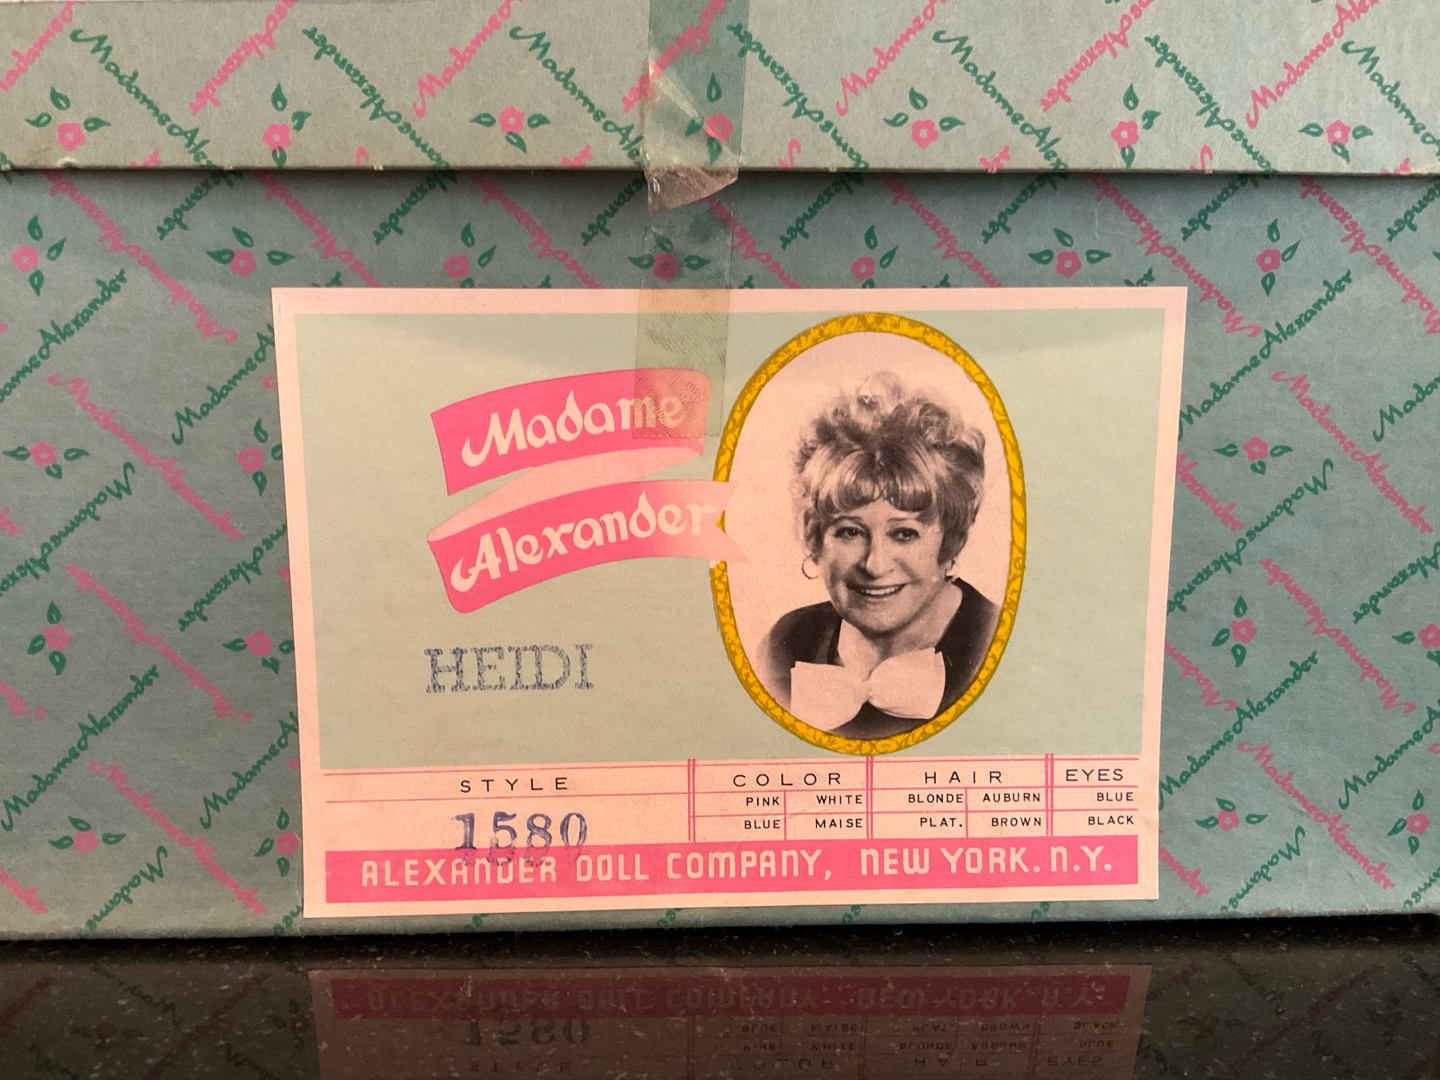 Madame
Alexander
HEIDI
STYLE COLOR HAIR EYES
1580
PINK WHITE BLONDE AUBURN BLUE
BLUE MAISE PLAT. BROWN BLACK
ALEXANDER DOLL COMPANY, NEW YORK. N.Y.